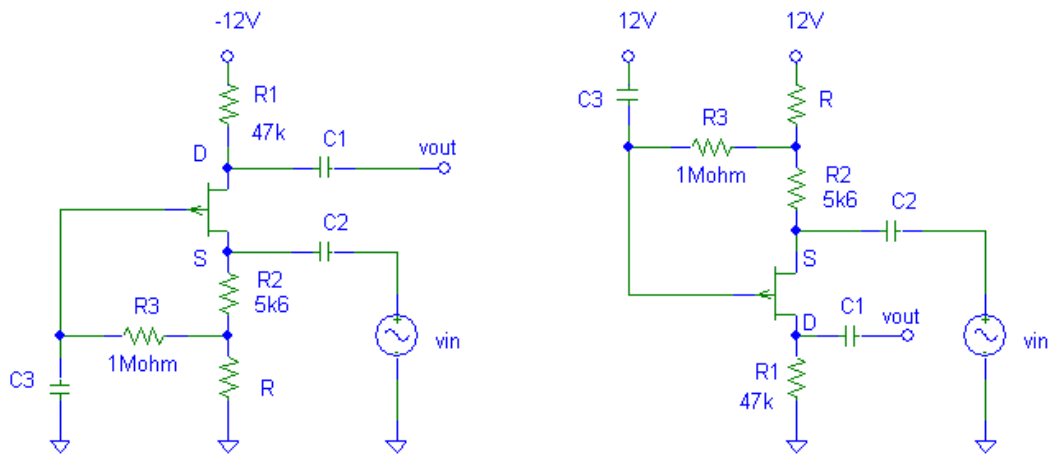 -12V
R1
47k
D
C1
vout
C2
S
R2
5k6
R3
1Mohm
C3
R
+
-
vin
12V
12V
C3
R
R3
1Mohm
R2
5k6
C2
S
D
C1
vout
+
-
vin
R1
47k